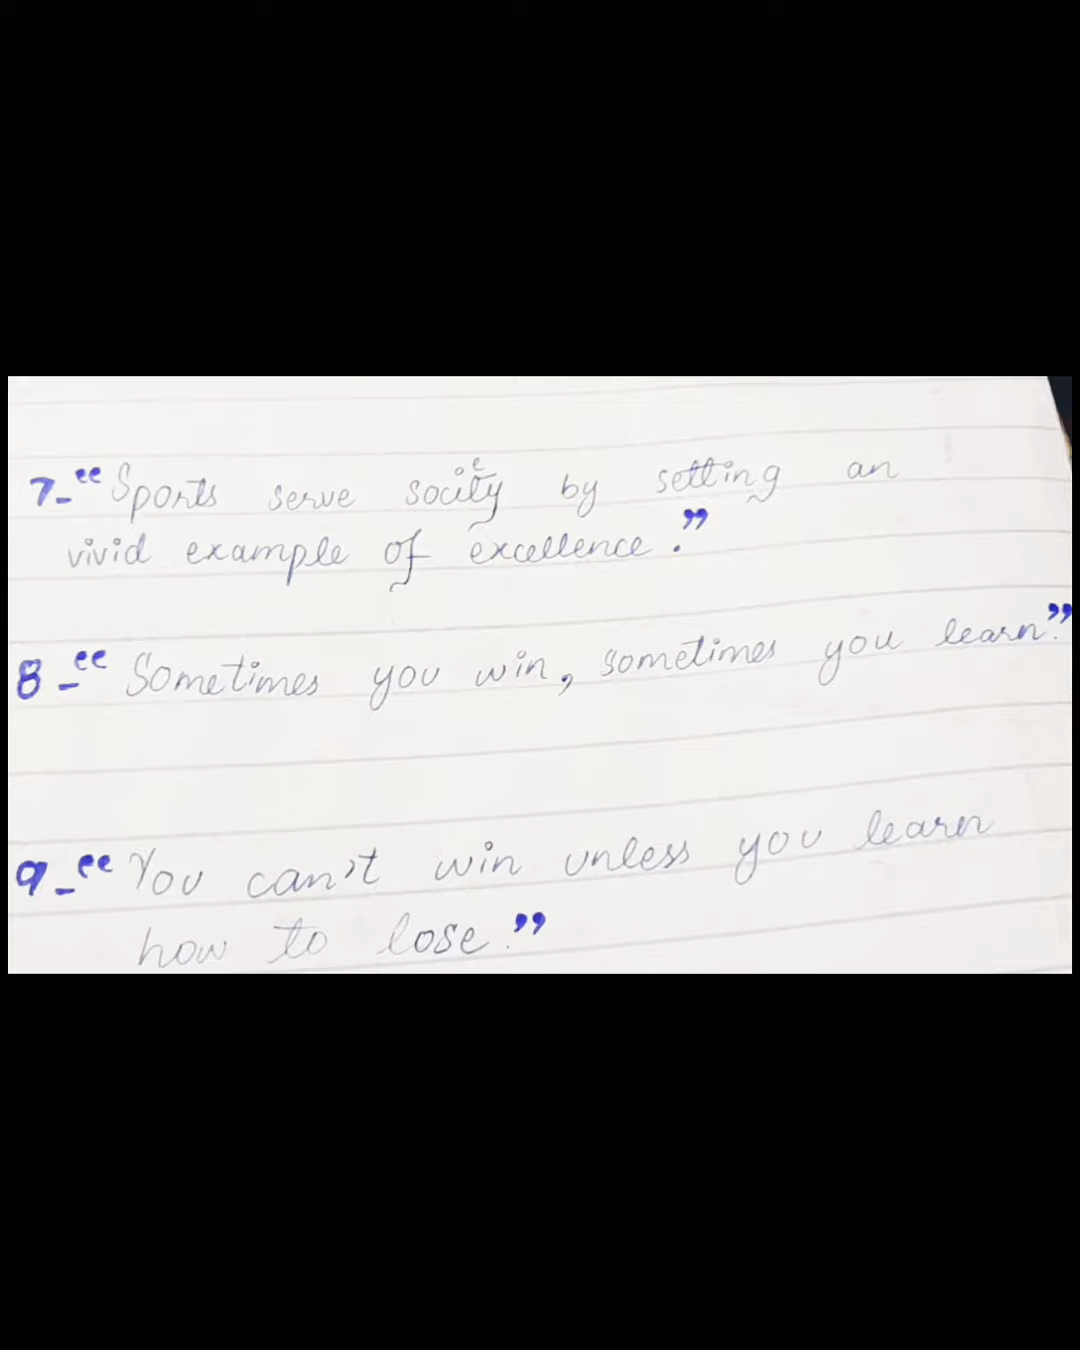 7-"Sports serve society by setting an
vivid example of excellence."
8-"Sometimes you win, sometimes you learn."
9-"You can't win unless you learn
how to lose."